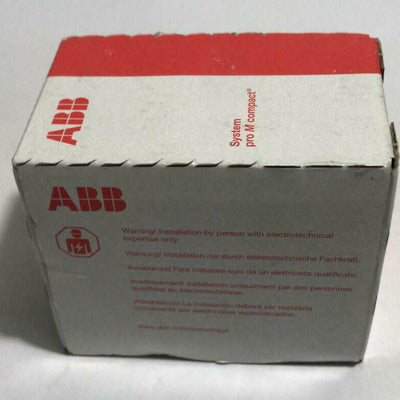 ABB
System
pro M compact®
ABB
Warning! Installation by person with electrotechnical
expertise only.
Warnung! Installation nur durch elektrotechnische Fachkraft.
Avvertenza! Fare installare solo da un elettricista qualificato.
Avertissement! Installation uniquement par des personnes
qualifiées en électrotechnique.
¡Advertencia! La instalación deberá ser realizada
únicamente por electricistas especializados.